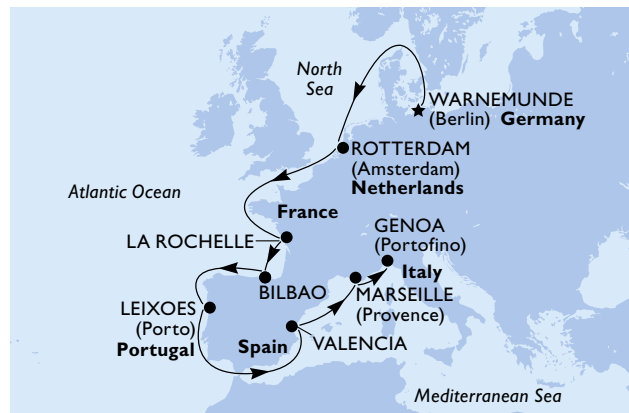 North
Sea
WARNEMUNDE
(Berlin) Germany
ROTTERDAM
(Amsterdam)
Netherlands
Atlantic Ocean
France
GENOA
(Portofino)
LA ROCHELLE
Italy
BILBAO
MARSEILLE
(Provence)
LEIXOES
(Porto)
Portugal
Spain
VALENCIA
Mediterranean Sea